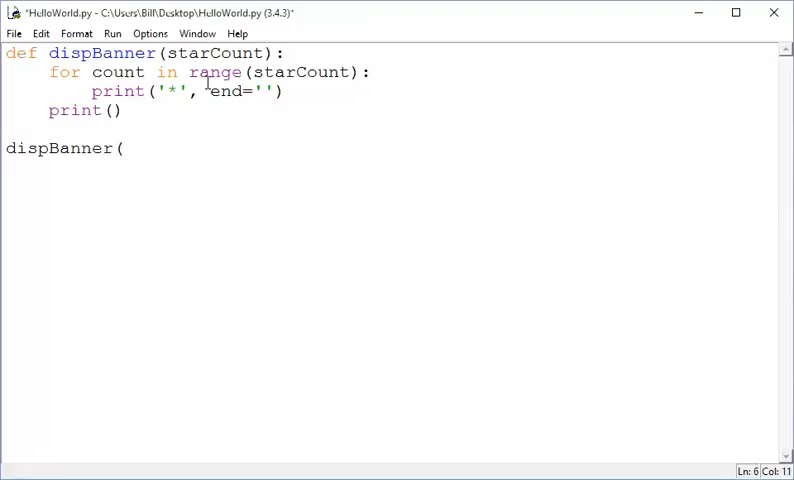 *HelloWorld.py - C:\Users\Bill\Desktop\HelloWorld.py (3.4.3)*
File Edit Format Run Options Window Help
def dispBanner(starCount):
    for count in range(starCount):
        print('*', end='')
    print()
dispBanner(
Ln: 6 Col: 11